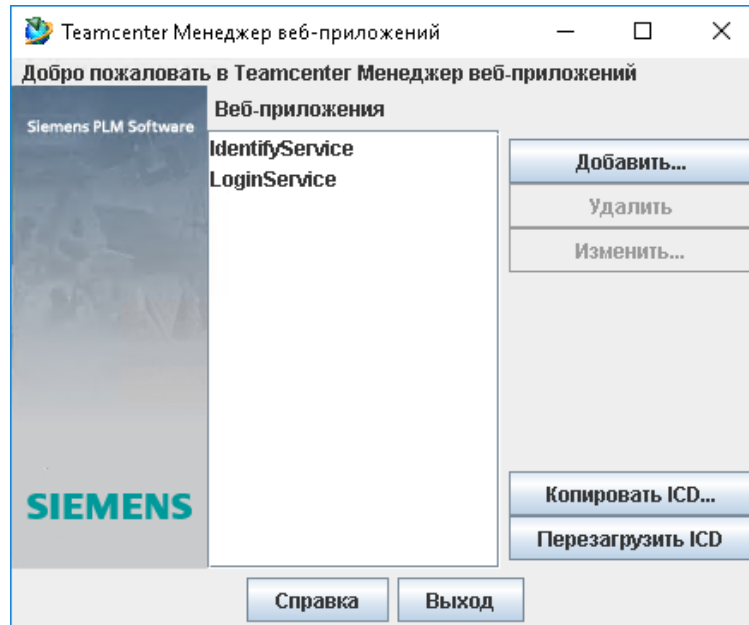 Teamcenter Менеджер веб-приложений
Добро пожаловать в Teamcenter Менеджер веб-приложений
Siemens PLM Software
Веб-приложения
IdentifyService
LoginService
Добавить...
Удалить
Изменить...
SIEMENS
Копировать ICD...
Перезагрузить ICD
Справка
Выход